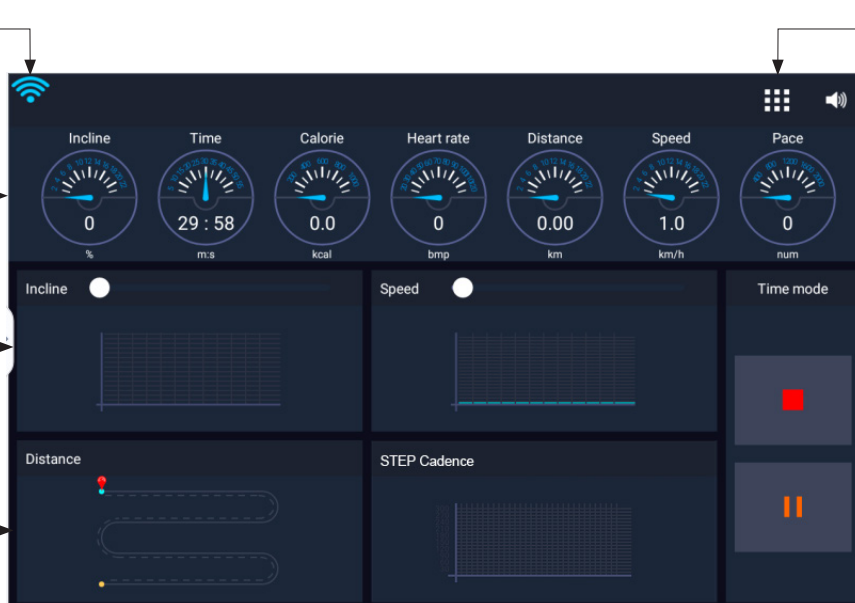 Incline Time Calorie Heart rate Distance Speed Pace
0 29 : 58 0.0 0 0.00 1.0 0
% m:s kcal bmp km km/h num
Incline Speed Time mode
Distance STEP Cadence